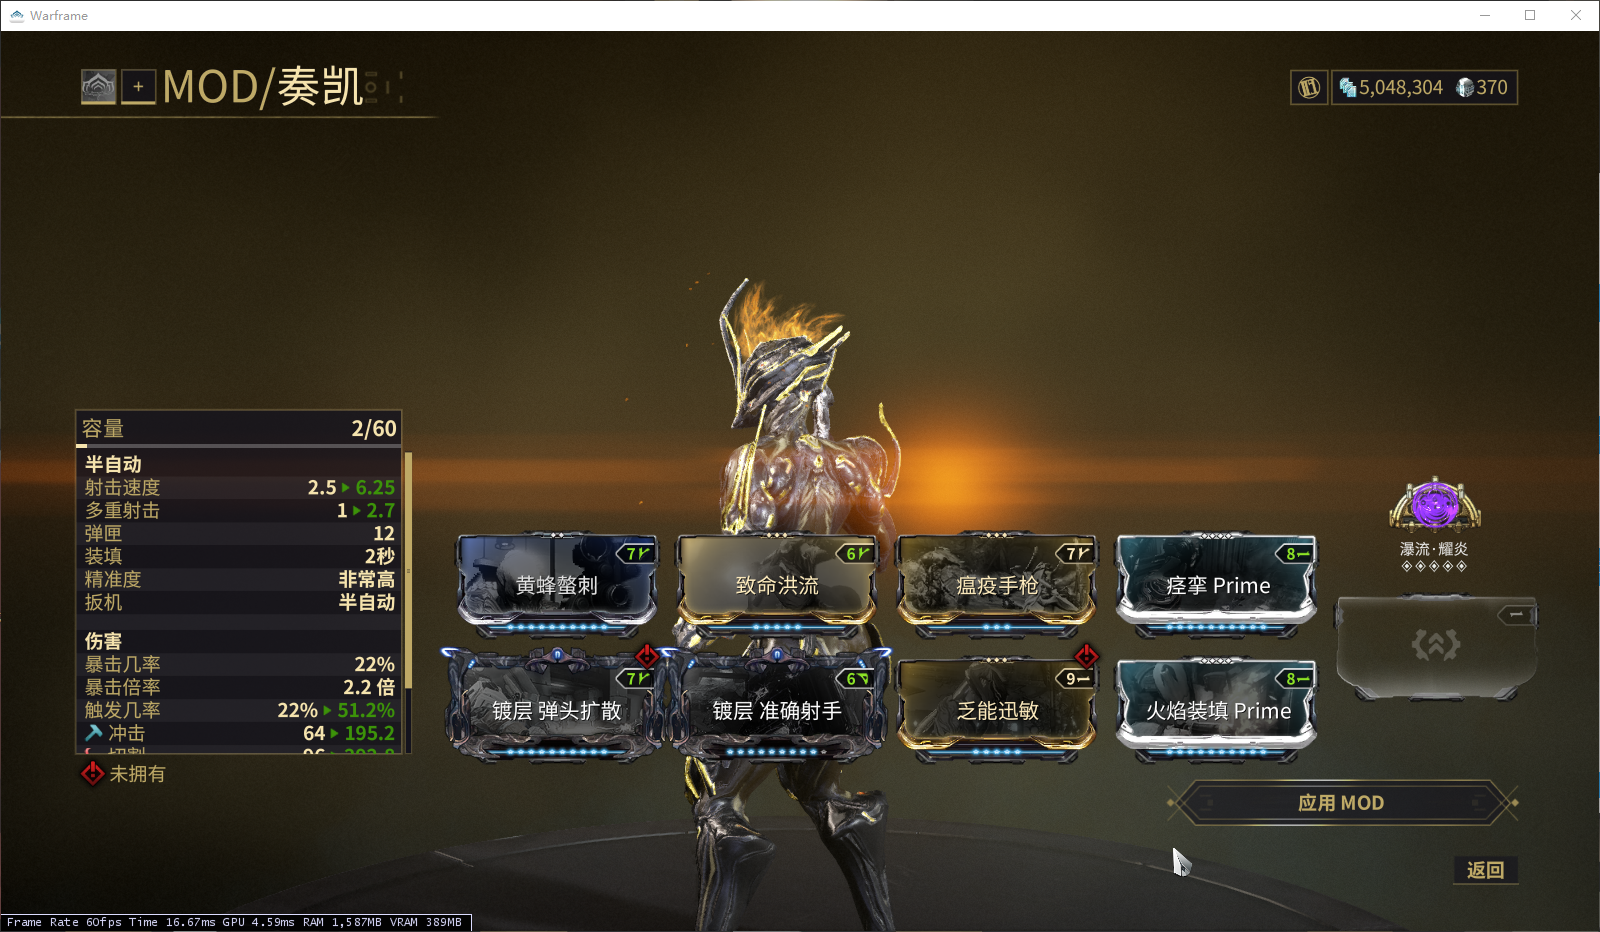 Warframe
+ MOD/奏凯
5,048,304 370
容量 2/60
半自动
射击速度 2.5 ▸ 6.25
多重射击 1 ▸ 2.7
弹匣 12
装填 2秒
精准度 非常高
扳机 半自动
伤害
暴击几率 22%
暴击倍率 2.2 倍
触发几率 22% ▸ 51.2%
冲击 64 ▸ 195.2
未拥有
7
黄蜂螫刺
6
致命洪流
7
瘟疫手枪
8
痉挛 Prime
瀑流·耀炎
7
镀层 弹头扩散
6
镀层 准确射手
9
乏能迅敏
8
火焰装填 Prime
应用 MOD
返回
Frame Rate 60fps Time 16.67ms GPU 4.59ms RAM 1,587MB VRAM 389MB